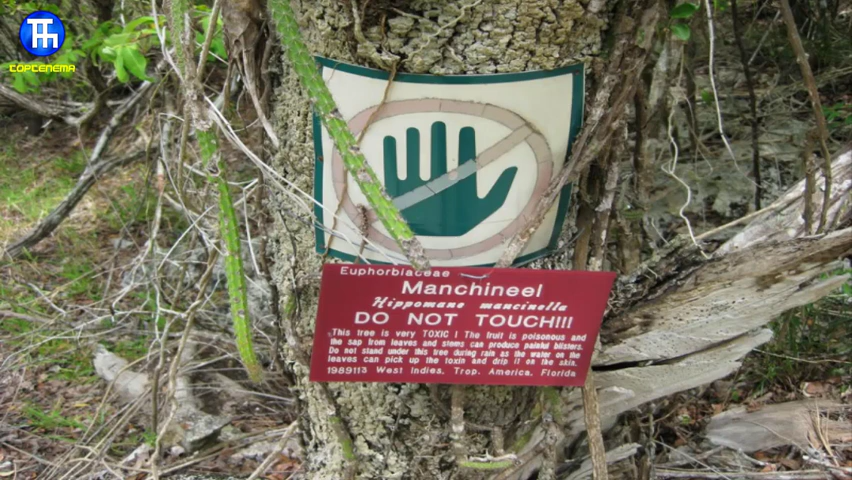 TH
TOPCENEMA
Euphorbiaceae
Manchineel
Hippomane mancinella
DO NOT TOUCH!!!
This tree is very TOXIC ! The fruit is poisonous and
the sap from leaves and stems can produce painful blisters.
Do not stand under this tree during rain as the water on the
leaves can pick up the toxin and drip it on the skin.
1989113 West Indies, Trop. America, Florida